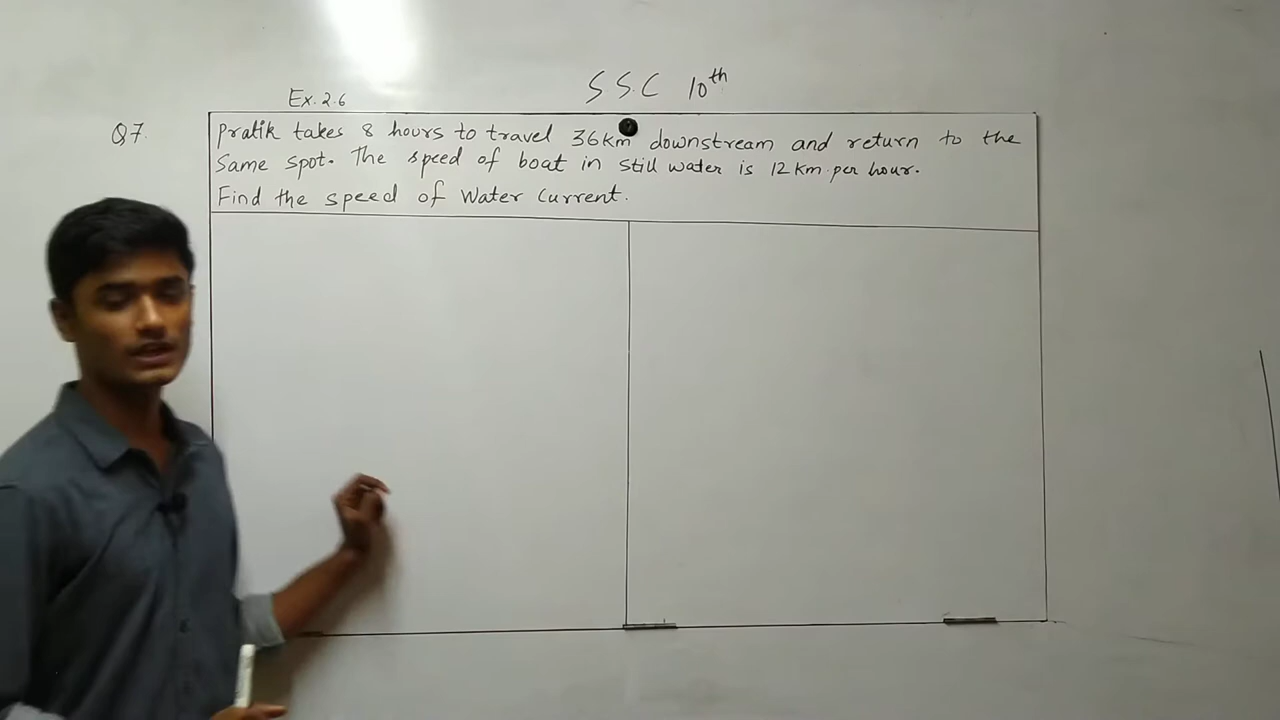 SSC 10th
Ex. 2.6
Q7.
Pratik takes 8 hours to travel 36km downstream and return to the
Same spot. The speed of boat in still water is 12 km. per hour.
Find the speed of Water Current.